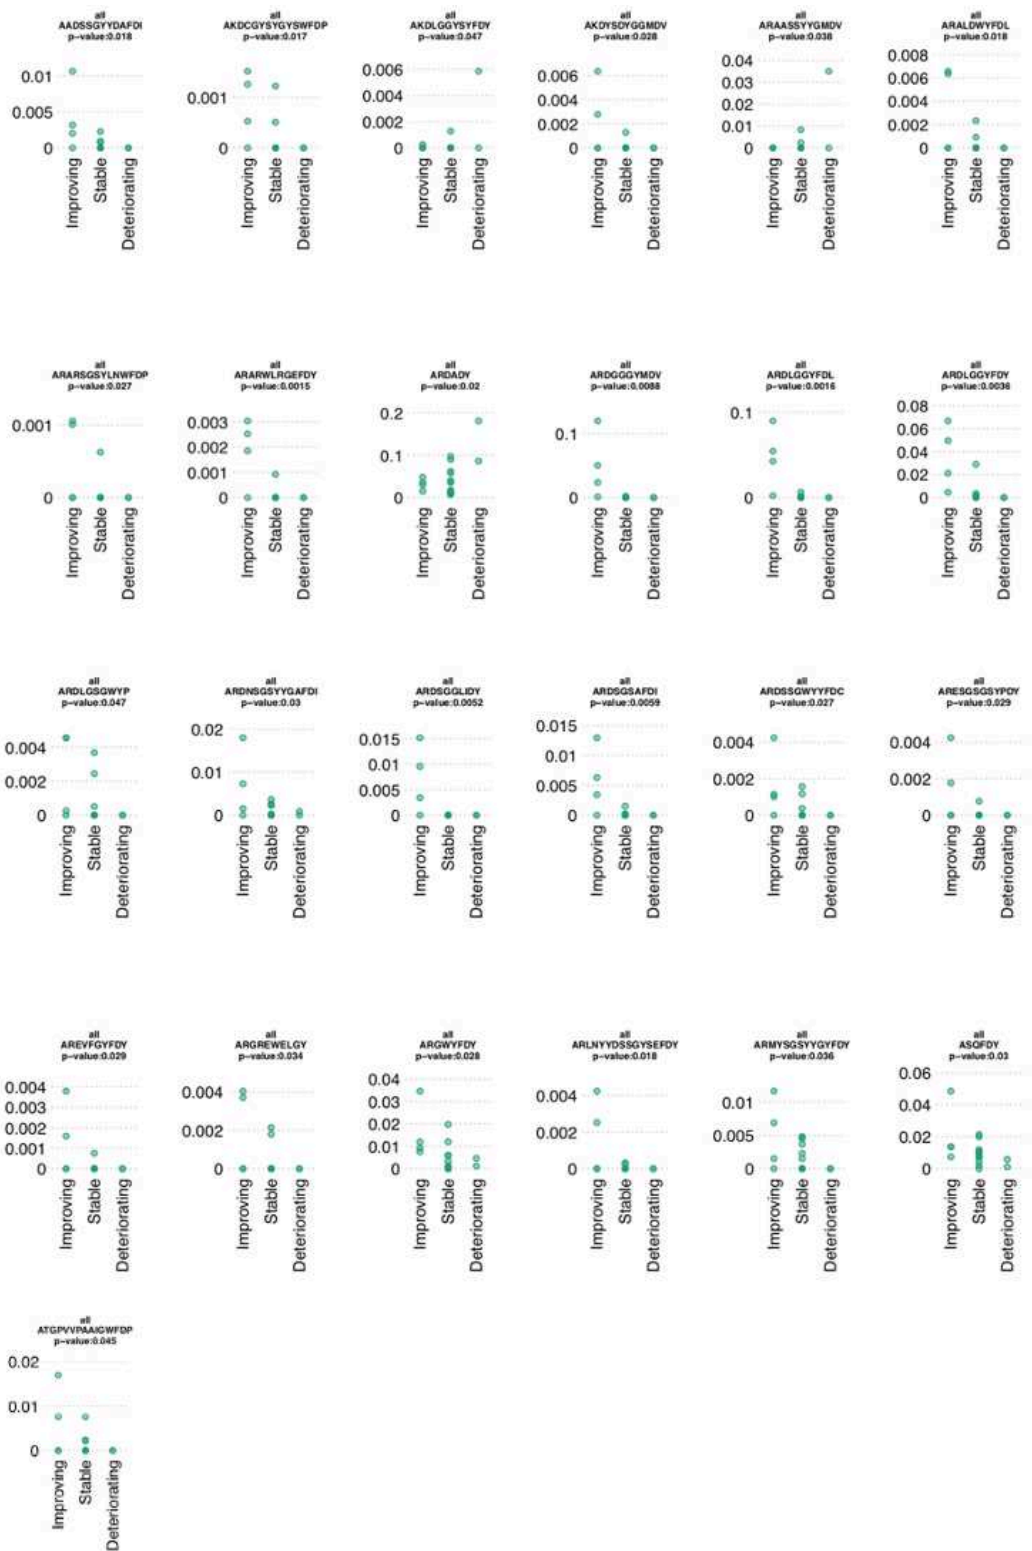 all
AADSSGYYDAFDI
p-value:0.018
0.01
0.005
0
Improving
Stable
Deteriorating
all
AKDCGYSYGYSWFDP
p-value:0.017
0.001
0
Improving
Stable
Deteriorating
all
AKDLGGYSYFDY
p-value:0.047
0.006
0.004
0.002
0
Improving
Stable
Deteriorating
all
AKDYSDYGGMDV
p-value:0.028
0.006
0.004
0.002
0
Improving
Stable
Deteriorating
all
ARAASSYYGMDV
p-value:0.038
0.04
0.03
0.02
0.01
0
Improving
Stable
Deteriorating
all
ARALDWYFDL
p-value:0.018
0.008
0.006
0.004
0.002
0
Improving
Stable
Deteriorating
all
ARARSGSYLNWFDP
p-value:0.027
0.001
0
Improving
Stable
Deteriorating
all
ARARWLRGEFDY
p-value:0.0015
0.003
0.002
0.001
0
Improving
Stable
Deteriorating
all
ARDADY
p-value:0.02
0.2
0.1
0
Improving
Stable
Deteriorating
all
ARDGGGYMDV
p-value:0.0088
0.1
0
Improving
Stable
Deteriorating
all
ARDLGGYFDL
p-value:0.0016
0.1
0
Improving
Stable
Deteriorating
all
ARDLGGYFDY
p-value:0.0036
0.08
0.06
0.04
0.02
0
Improving
Stable
Deteriorating
all
ARDLGSGWYP
p-value:0.047
0.004
0.002
0
Improving
Stable
Deteriorating
all
ARDNSGSYYGAFDI
p-value:0.03
0.02
0.01
0
Improving
Stable
Deteriorating
all
ARDSGGLIDY
p-value:0.0052
0.015
0.01
0.005
0
Improving
Stable
Deteriorating
all
ARDSGSAFDI
p-value:0.0059
0.015
0.01
0.005
0
Improving
Stable
Deteriorating
all
ARDSSGWYYFDC
p-value:0.027
0.004
0.002
0
Improving
Stable
Deteriorating
all
ARESGSGSYPDY
p-value:0.029
0.004
0.002
0
Improving
Stable
Deteriorating
all
AREVFGYFDY
p-value:0.029
0.004
0.003
0.002
0.001
0
Improving
Stable
Deteriorating
all
ARGREWELGY
p-value:0.034
0.004
0.002
0
Improving
Stable
Deteriorating
all
ARGWYFDY
p-value:0.028
0.04
0.03
0.02
0.01
0
Improving
Stable
Deteriorating
all
ARLNYYDSSGYSEFDY
p-value:0.018
0.004
0.002
0
Improving
Stable
Deteriorating
all
ARMYSGSYYGYFDY
p-value:0.036
0.01
0.005
0
Improving
Stable
Deteriorating
all
ASQFDY
p-value:0.03
0.06
0.04
0.02
0
Improving
Stable
Deteriorating
all
ATGPVVPAAIGWFDP
p-value:0.045
0.02
0.01
0
Improving
Stable
Deteriorating